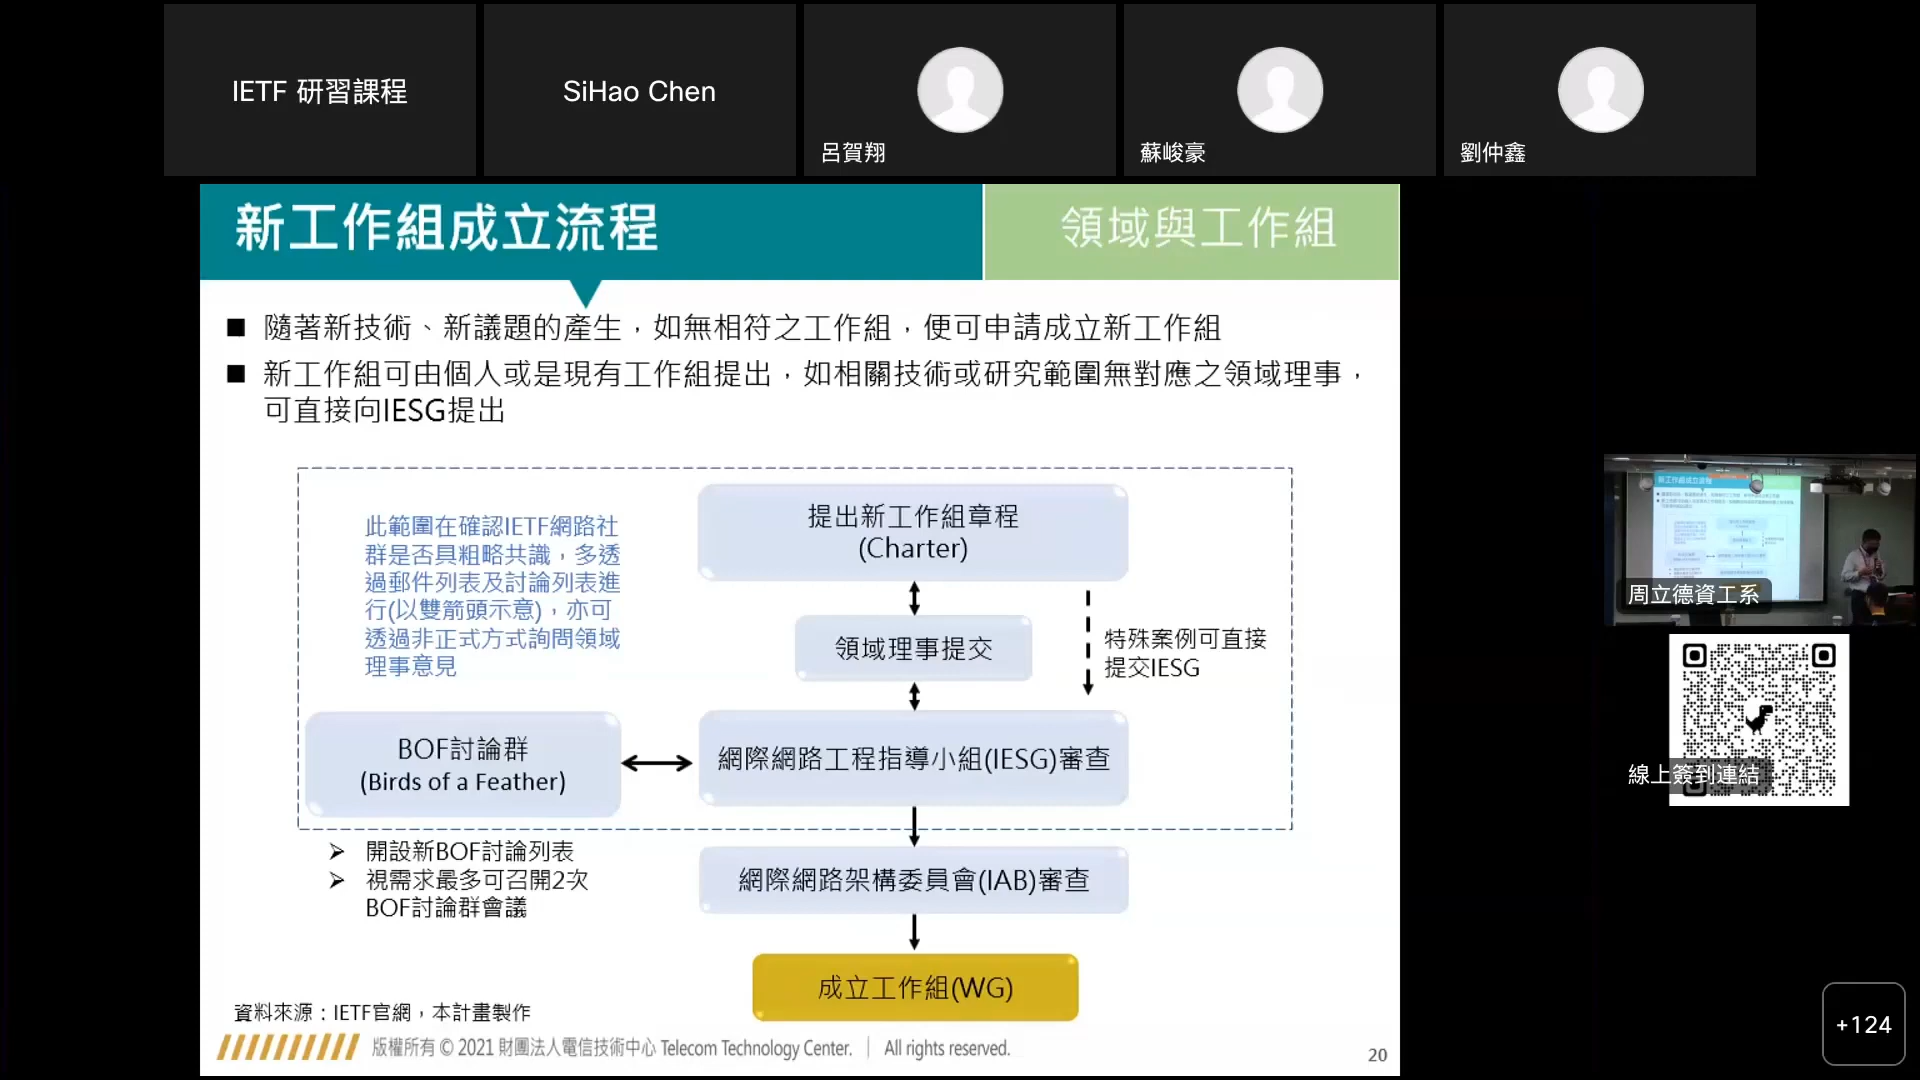 IETF 研習課程
SiHao Chen
呂賀翔
蘇峻豪
劉仲鑫
新工作組成立流程
領域與工作組
■ 隨著新技術、新議題的產生，如無相符之工作組，便可申請成立新工作組
■ 新工作組可由個人或是現有工作組提出，如相關技術或研究範圍無對應之領域理事，
可直接向IESG提出
此範圍在確認IETF網路社
群是否具粗略共識，多透
過郵件列表及討論列表進
行(以雙箭頭示意)，亦可
透過非正式方式詢問領域
理事意見
提出新工作組章程
(Charter)
領域理事提交
特殊案例可直接
提交IESG
BOF討論群
(Birds of a Feather)
網際網路工程指導小組(IESG)審查
➢ 開設新BOF討論列表
➢ 視需求最多可召開2次
BOF討論群會議
網際網路架構委員會(IAB)審查
成立工作組(WG)
資料來源：IETF官網，本計畫製作
版權所有 © 2021 財團法人電信技術中心 Telecom Technology Center. ｜ All rights reserved.
20
新工作組成立流程
周立德資工系
線上簽到連結
+124